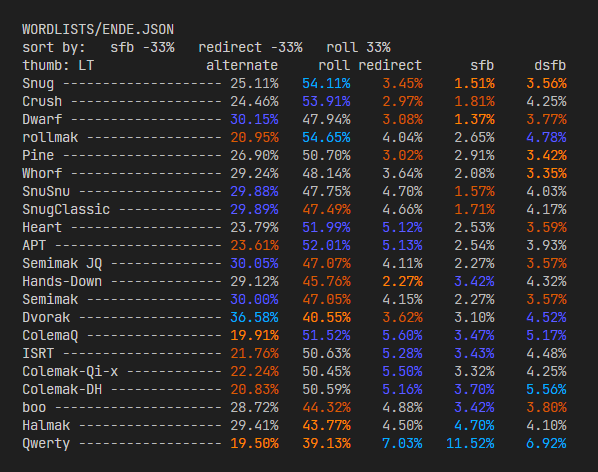 WORDLISTS/ENDE.JSON
sort by:   sfb -33%   redirect -33%   roll 33%
thumb: LT              alternate     roll redirect      sfb    dsfb
Snug -------------------- 25.11%   54.11%    3.45%    1.51%   3.56%
Crush ------------------- 24.46%   53.91%    2.97%    1.81%   4.25%
Dwarf ------------------- 30.15%   47.94%    3.08%    1.37%   3.77%
rollmak ----------------- 20.95%   54.65%    4.04%    2.65%   4.78%
Pine -------------------- 26.90%   50.70%    3.02%    2.91%   3.42%
Whorf ------------------- 29.24%   48.14%    3.64%    2.08%   3.35%
SnuSnu ------------------ 29.88%   47.75%    4.70%    1.57%   4.03%
SnugClassic ------------- 29.89%   47.49%    4.66%    1.71%   4.17%
Heart ------------------- 23.79%   51.99%    5.12%    2.53%   3.59%
APT --------------------- 23.61%   52.01%    5.13%    2.54%   3.93%
Semimak JQ -------------- 30.05%   47.07%    4.11%    2.27%   3.57%
Hands-Down -------------- 29.12%   45.76%    2.27%    3.42%   4.32%
Semimak ----------------- 30.00%   47.05%    4.15%    2.27%   3.57%
Dvorak ------------------ 36.58%   40.55%    3.62%    3.10%   4.52%
ColemaQ ----------------- 19.91%   51.52%    5.60%    3.47%   5.17%
ISRT -------------------- 21.76%   50.63%    5.28%    3.43%   4.48%
Colemak-Qi-x ------------ 22.24%   50.45%    5.50%    3.32%   4.25%
Colemak-DH -------------- 20.83%   50.59%    5.16%    3.70%   5.56%
boo --------------------- 28.72%   44.32%    4.88%    3.42%   3.80%
Halmak ------------------ 29.41%   43.77%    4.50%    4.70%   4.10%
Qwerty ------------------ 19.50%   39.13%    7.03%   11.52%   6.92%